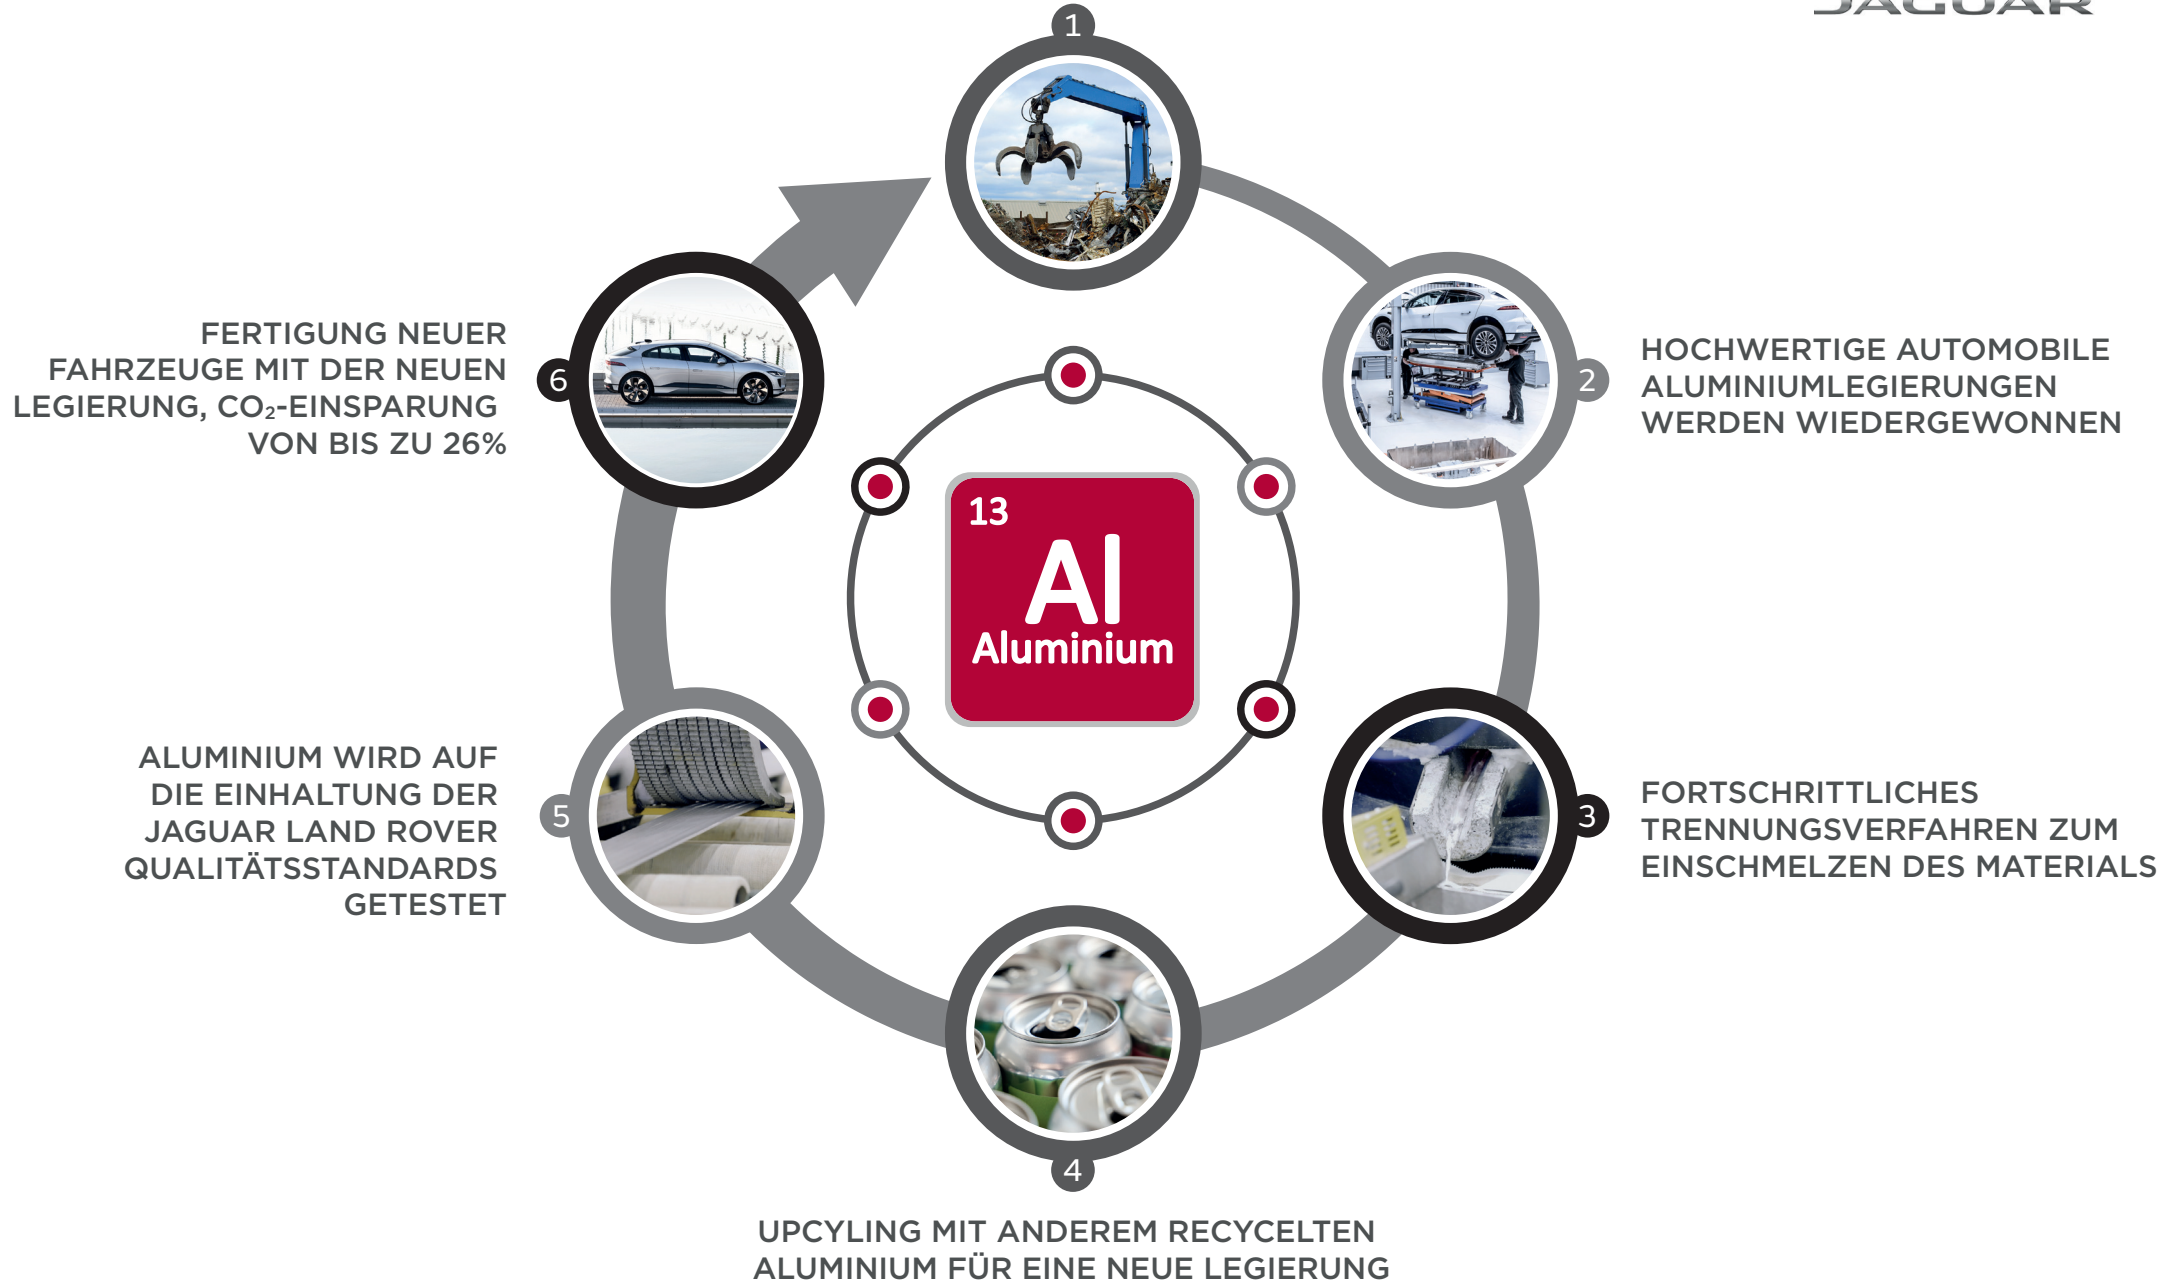 JAGUAR
1
2
HOCHWERTIGE AUTOMOBILE
ALUMINIUMLEGIERUNGEN
WERDEN WIEDERGEWONNEN
3
FORTSCHRITTLICHES
TRENNUNGSVERFAHREN ZUM
EINSCHMELZEN DES MATERIALS
4
UPCYLING MIT ANDEREM RECYCELTEN
ALUMINIUM FÜR EINE NEUE LEGIERUNG
5
ALUMINIUM WIRD AUF
DIE EINHALTUNG DER
JAGUAR LAND ROVER
QUALITÄTSSTANDARDS
GETESTET
6
FERTIGUNG NEUER
FAHRZEUGE MIT DER NEUEN
LEGIERUNG, CO₂-EINSPARUNG
VON BIS ZU 26%
13
Al
Aluminium